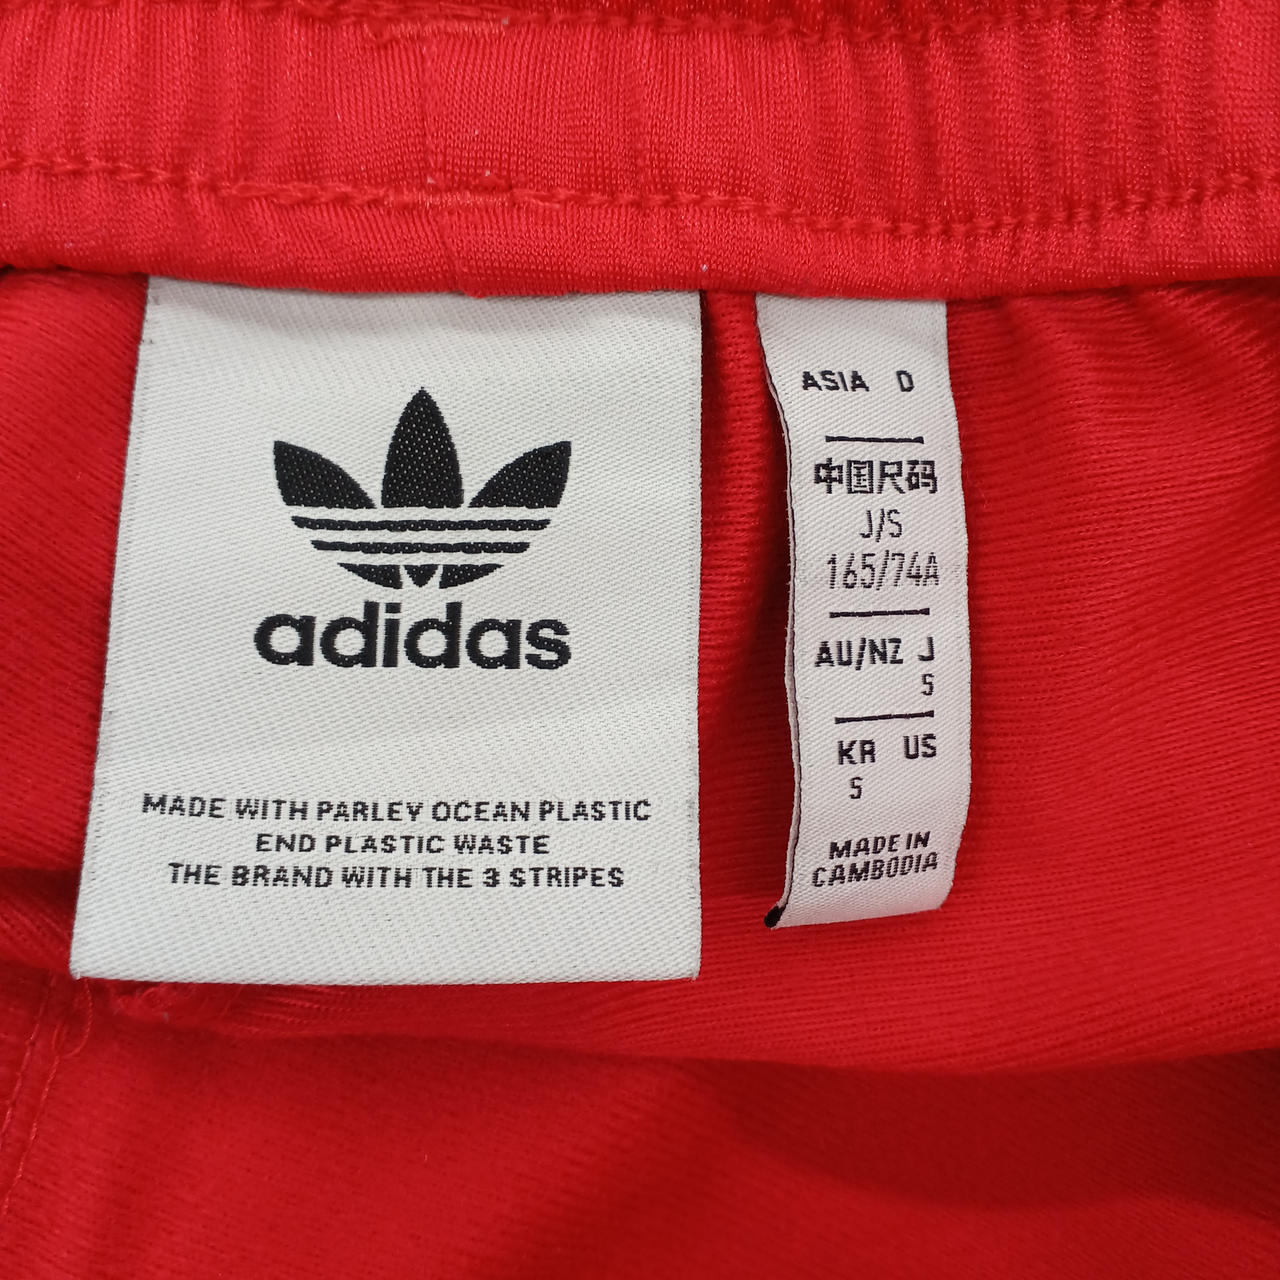 adidas
MADE WITH PARLEY OCEAN PLASTIC
END PLASTIC WASTE
THE BRAND WITH THE 3 STRIPES
ASIA D
中国尺码
J/S
165/74A
AU/NZ J
S
KR US
S
MADE IN
CAMBODIA